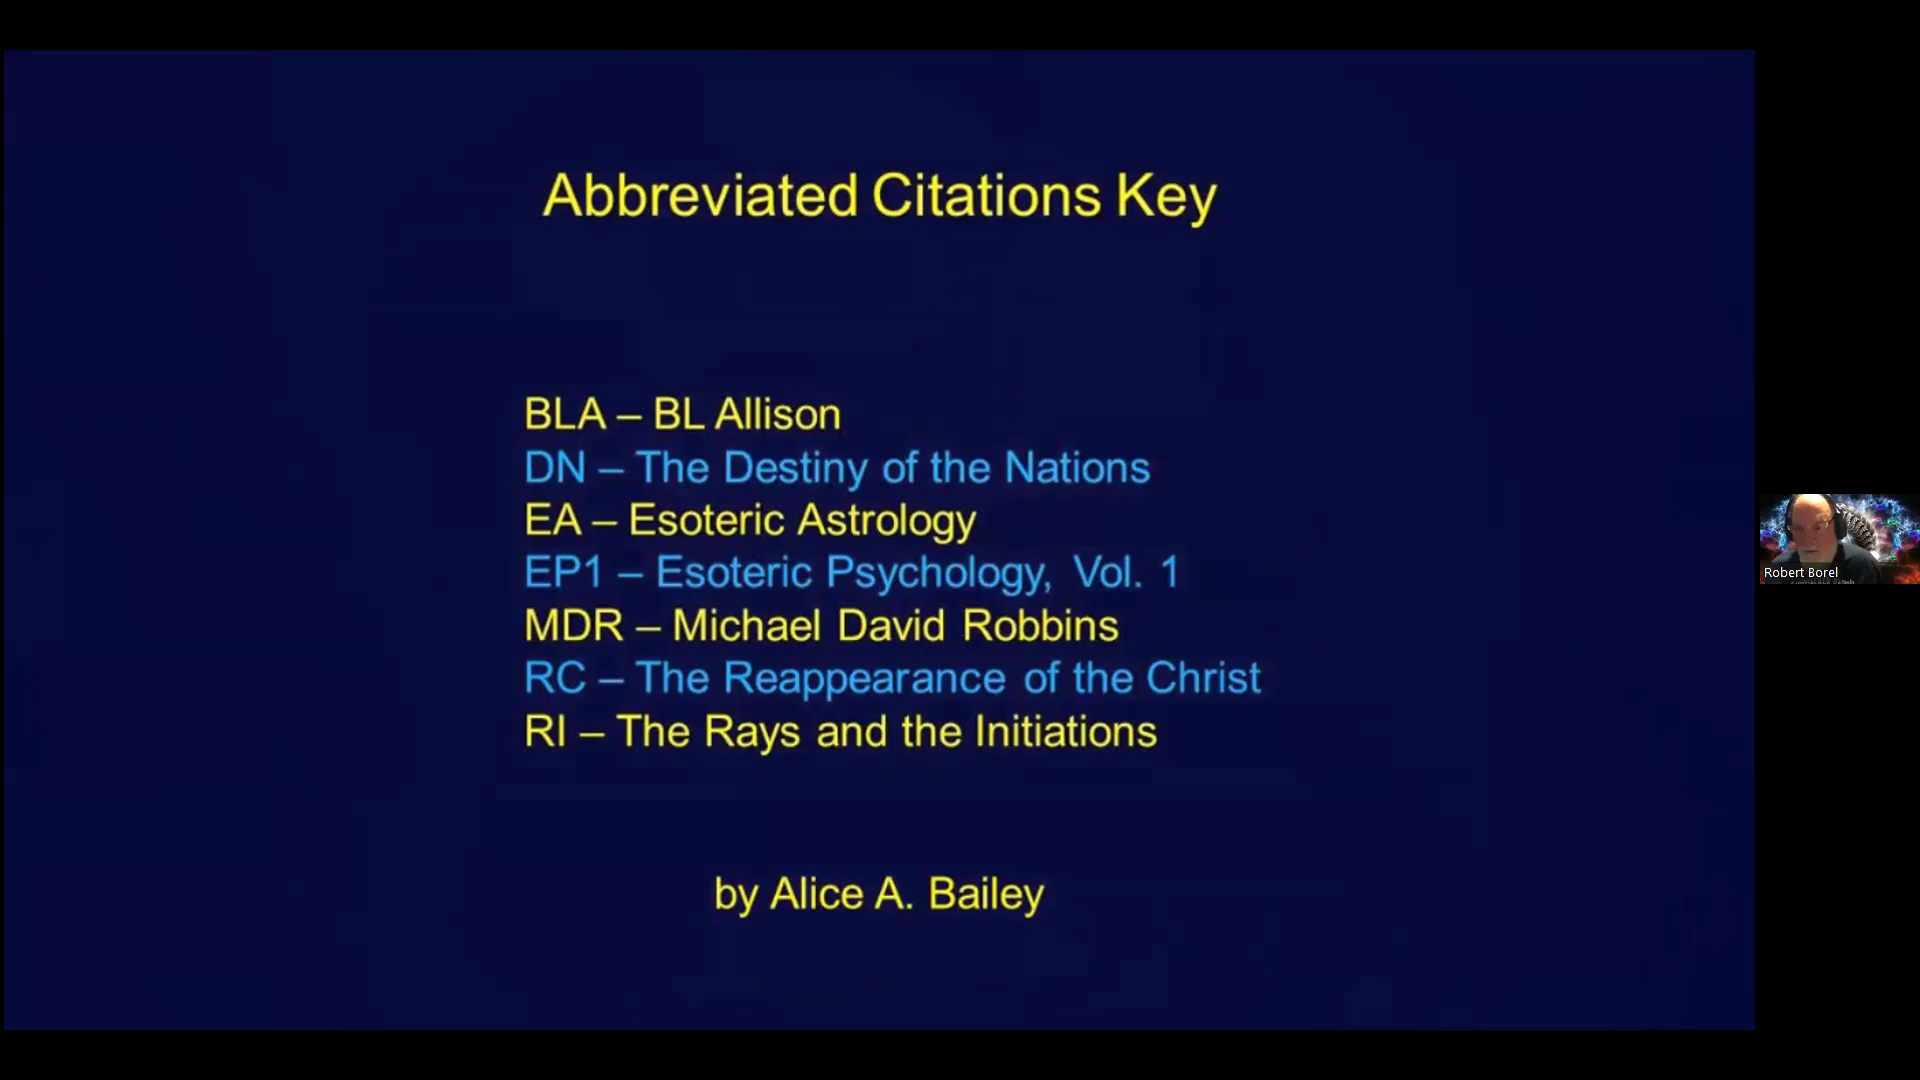 Abbreviated Citations Key
BLA – BL Allison
DN – The Destiny of the Nations
EA – Esoteric Astrology
EP1 – Esoteric Psychology, Vol. 1
MDR – Michael David Robbins
RC – The Reappearance of the Christ
RI – The Rays and the Initiations
by Alice A. Bailey
Robert Borel